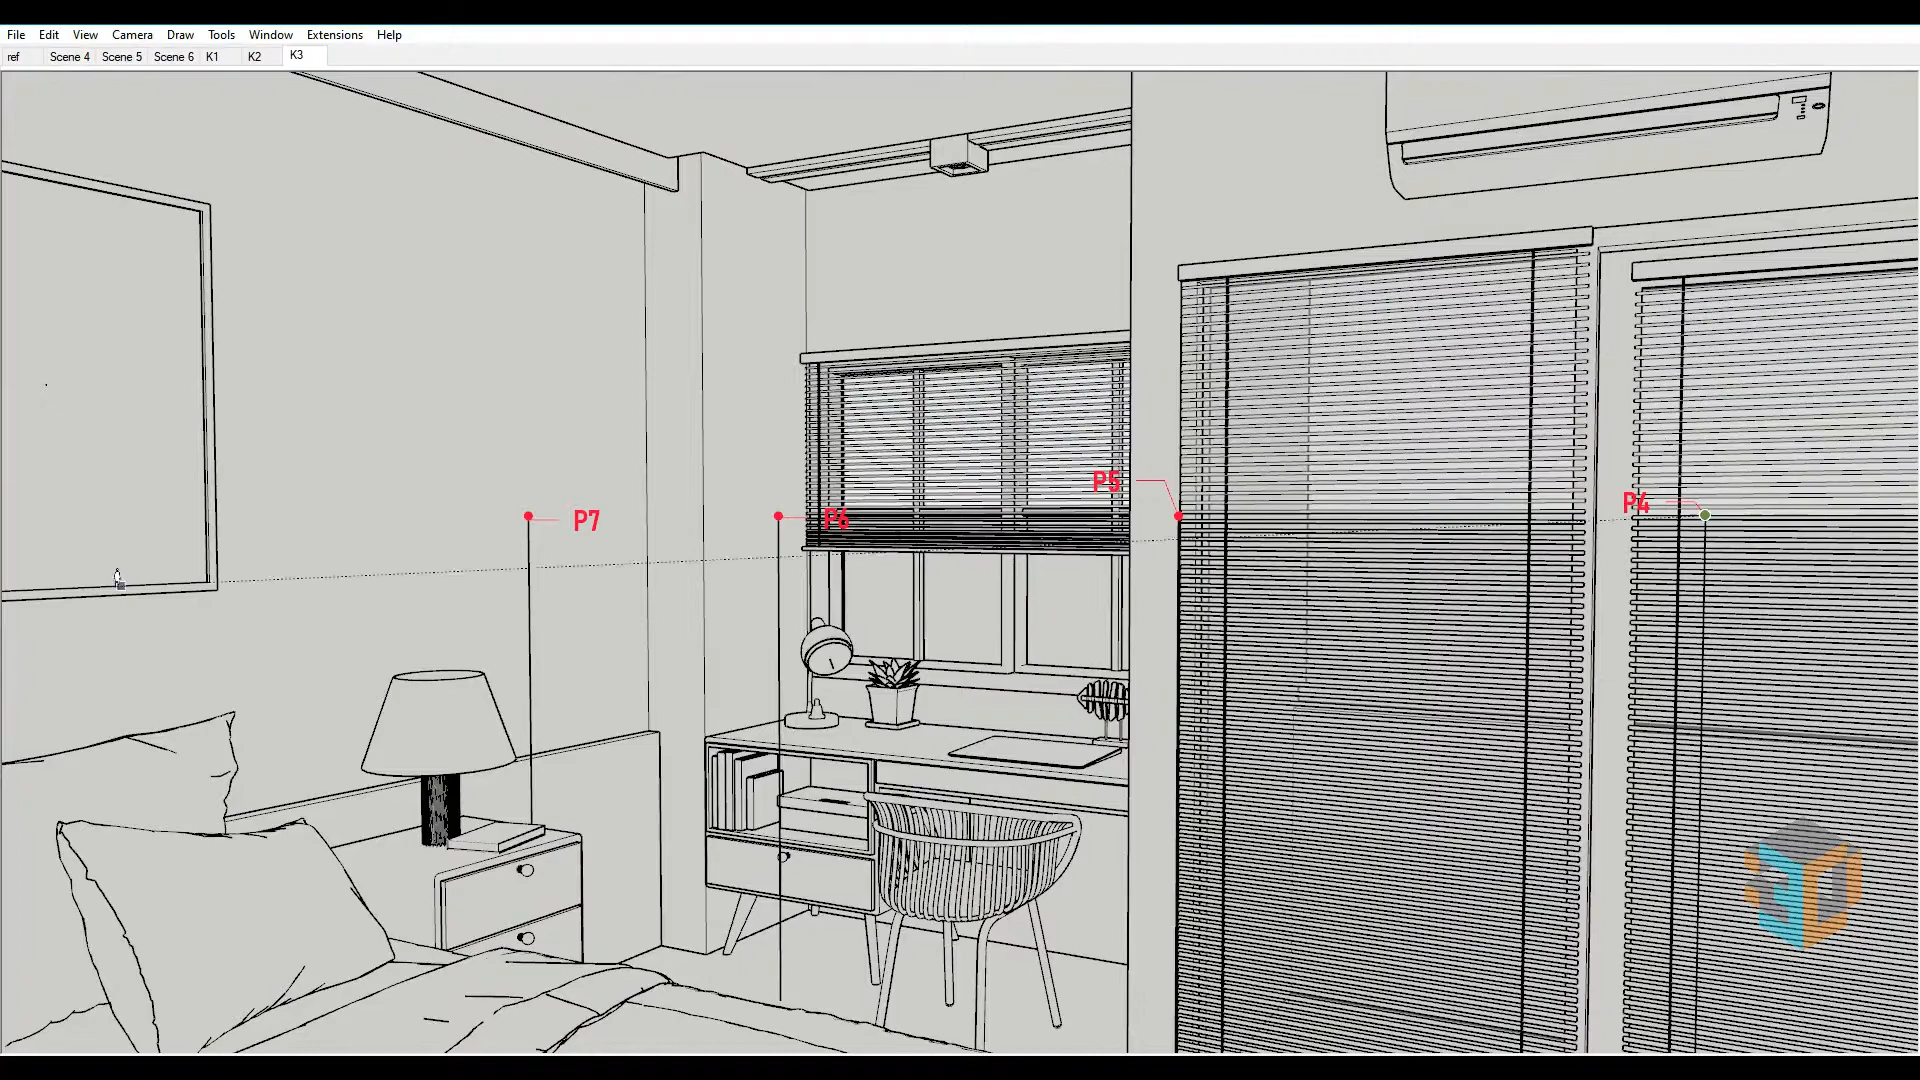 File Edit View Camera Draw Tools Window Extensions Help
ref Scene 4 Scene 5 Scene 6 K1 K2 K3
P5
P4
P7
P6